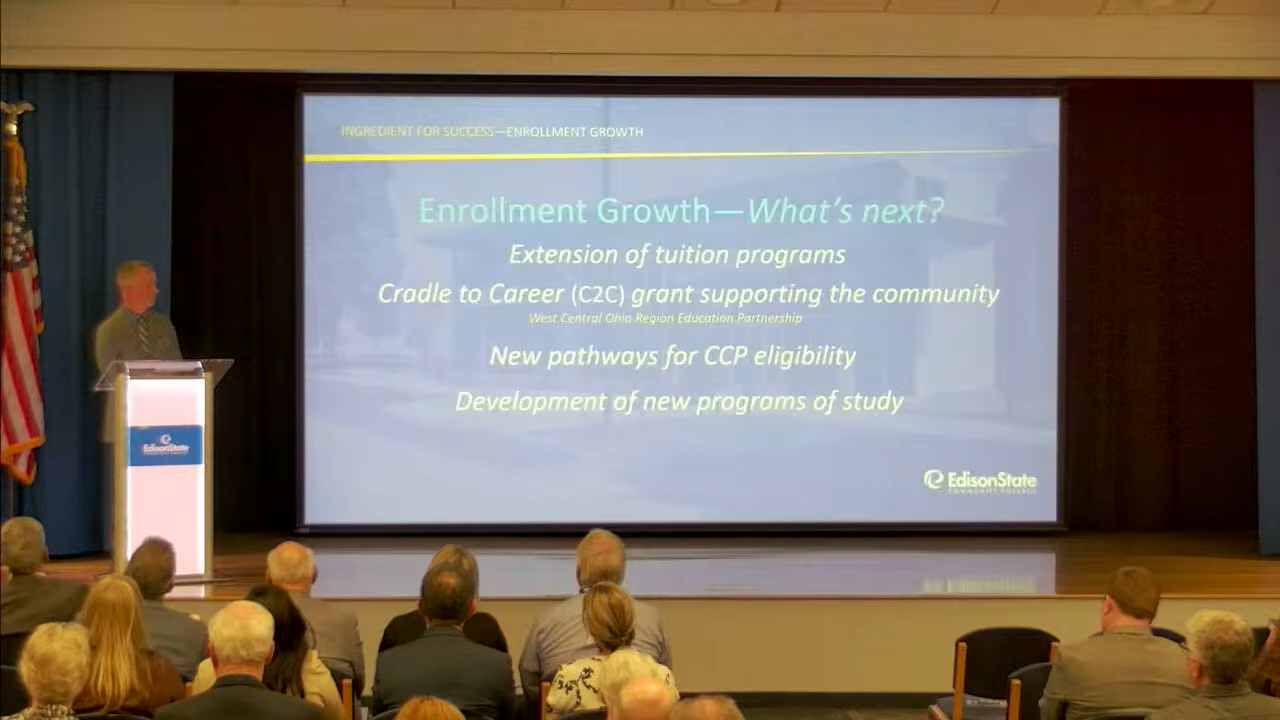 INGREDIENT FOR SUCCESS—ENROLLMENT GROWTH
Enrollment Growth—What's next?
Extension of tuition programs
Cradle to Career (C2C) grant supporting the community
West Central Ohio Region Education Partnership
New pathways for CCP eligibility
Development of new programs of study
EdisonState
COMMUNITY COLLEGE
EdisonState